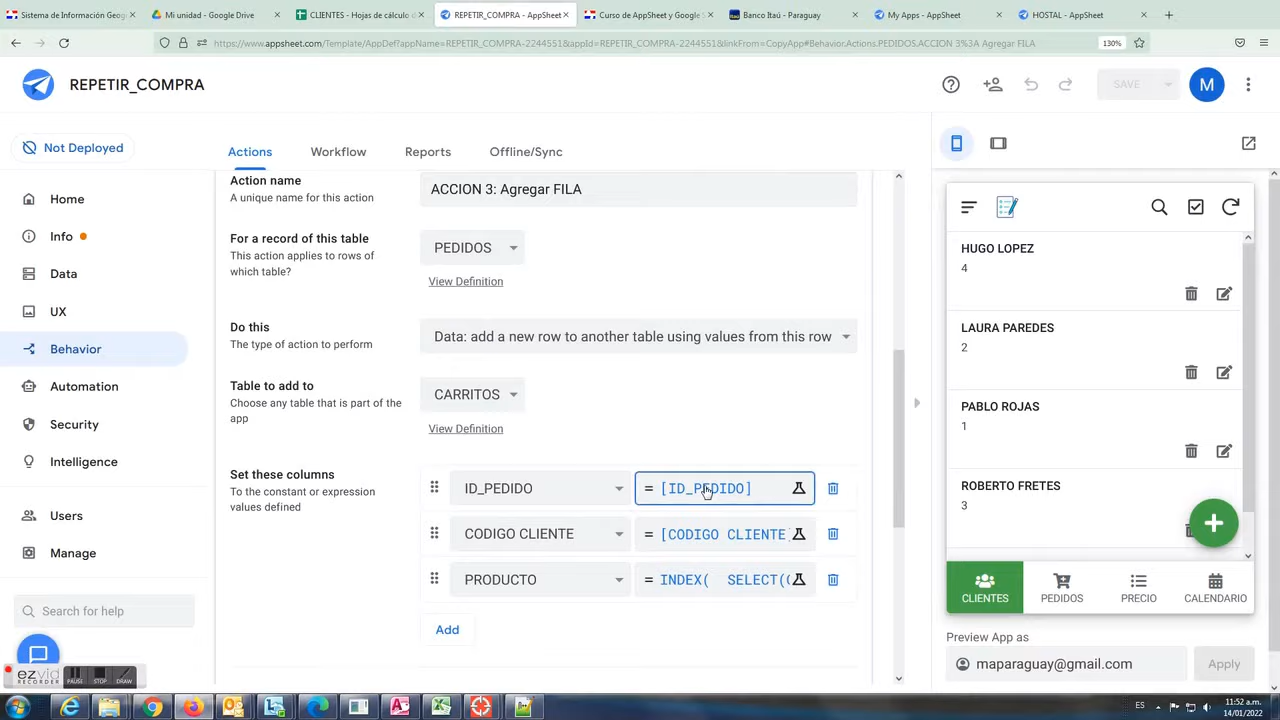 Sistema de Información Geogr
Mi unidad - Google Drive
CLIENTES - Hojas de cálculo d
REPETIR_COMPRA - AppSheet
Curso de AppSheet y Google S
Banco Itaú - Paraguay
My Apps - AppSheet
HOSTAL - AppSheet
https://www.appsheet.com/Template/AppDef?appName=REPETIR_COMPRA-2244551&appId=REPETIR_COMPRA-2244551&linkFrom=CopyApp#Behavior.Actions.PEDIDOS.ACCION 3%3A Agregar FILA
130%
REPETIR_COMPRA
SAVE
M
Not Deployed
Actions
Workflow
Reports
Offline/Sync
Home
Info
Data
UX
Behavior
Automation
Security
Intelligence
Users
Manage
Search for help
Action name
A unique name for this action
ACCION 3: Agregar FILA
For a record of this table
This action applies to rows of
which table?
PEDIDOS
View Definition
Do this
The type of action to perform
Data: add a new row to another table using values from this row
Table to add to
Choose any table that is part of the
app
CARRITOS
View Definition
Set these columns
To the constant or expression
values defined
ID_PEDIDO
= [ID_PEDIDO]
CODIGO CLIENTE
= [CODIGO CLIENTE]
PRODUCTO
= INDEX( SELECT(C
Add
HUGO LOPEZ
4
LAURA PAREDES
2
PABLO ROJAS
1
ROBERTO FRETES
3
CLIENTES
PEDIDOS
PRECIO
CALENDARIO
Preview App as
maparaguay@gmail.com
Apply
ezvid
PAUSE
STOP
DRAW
ES
11:52 a.m.
14/01/2022